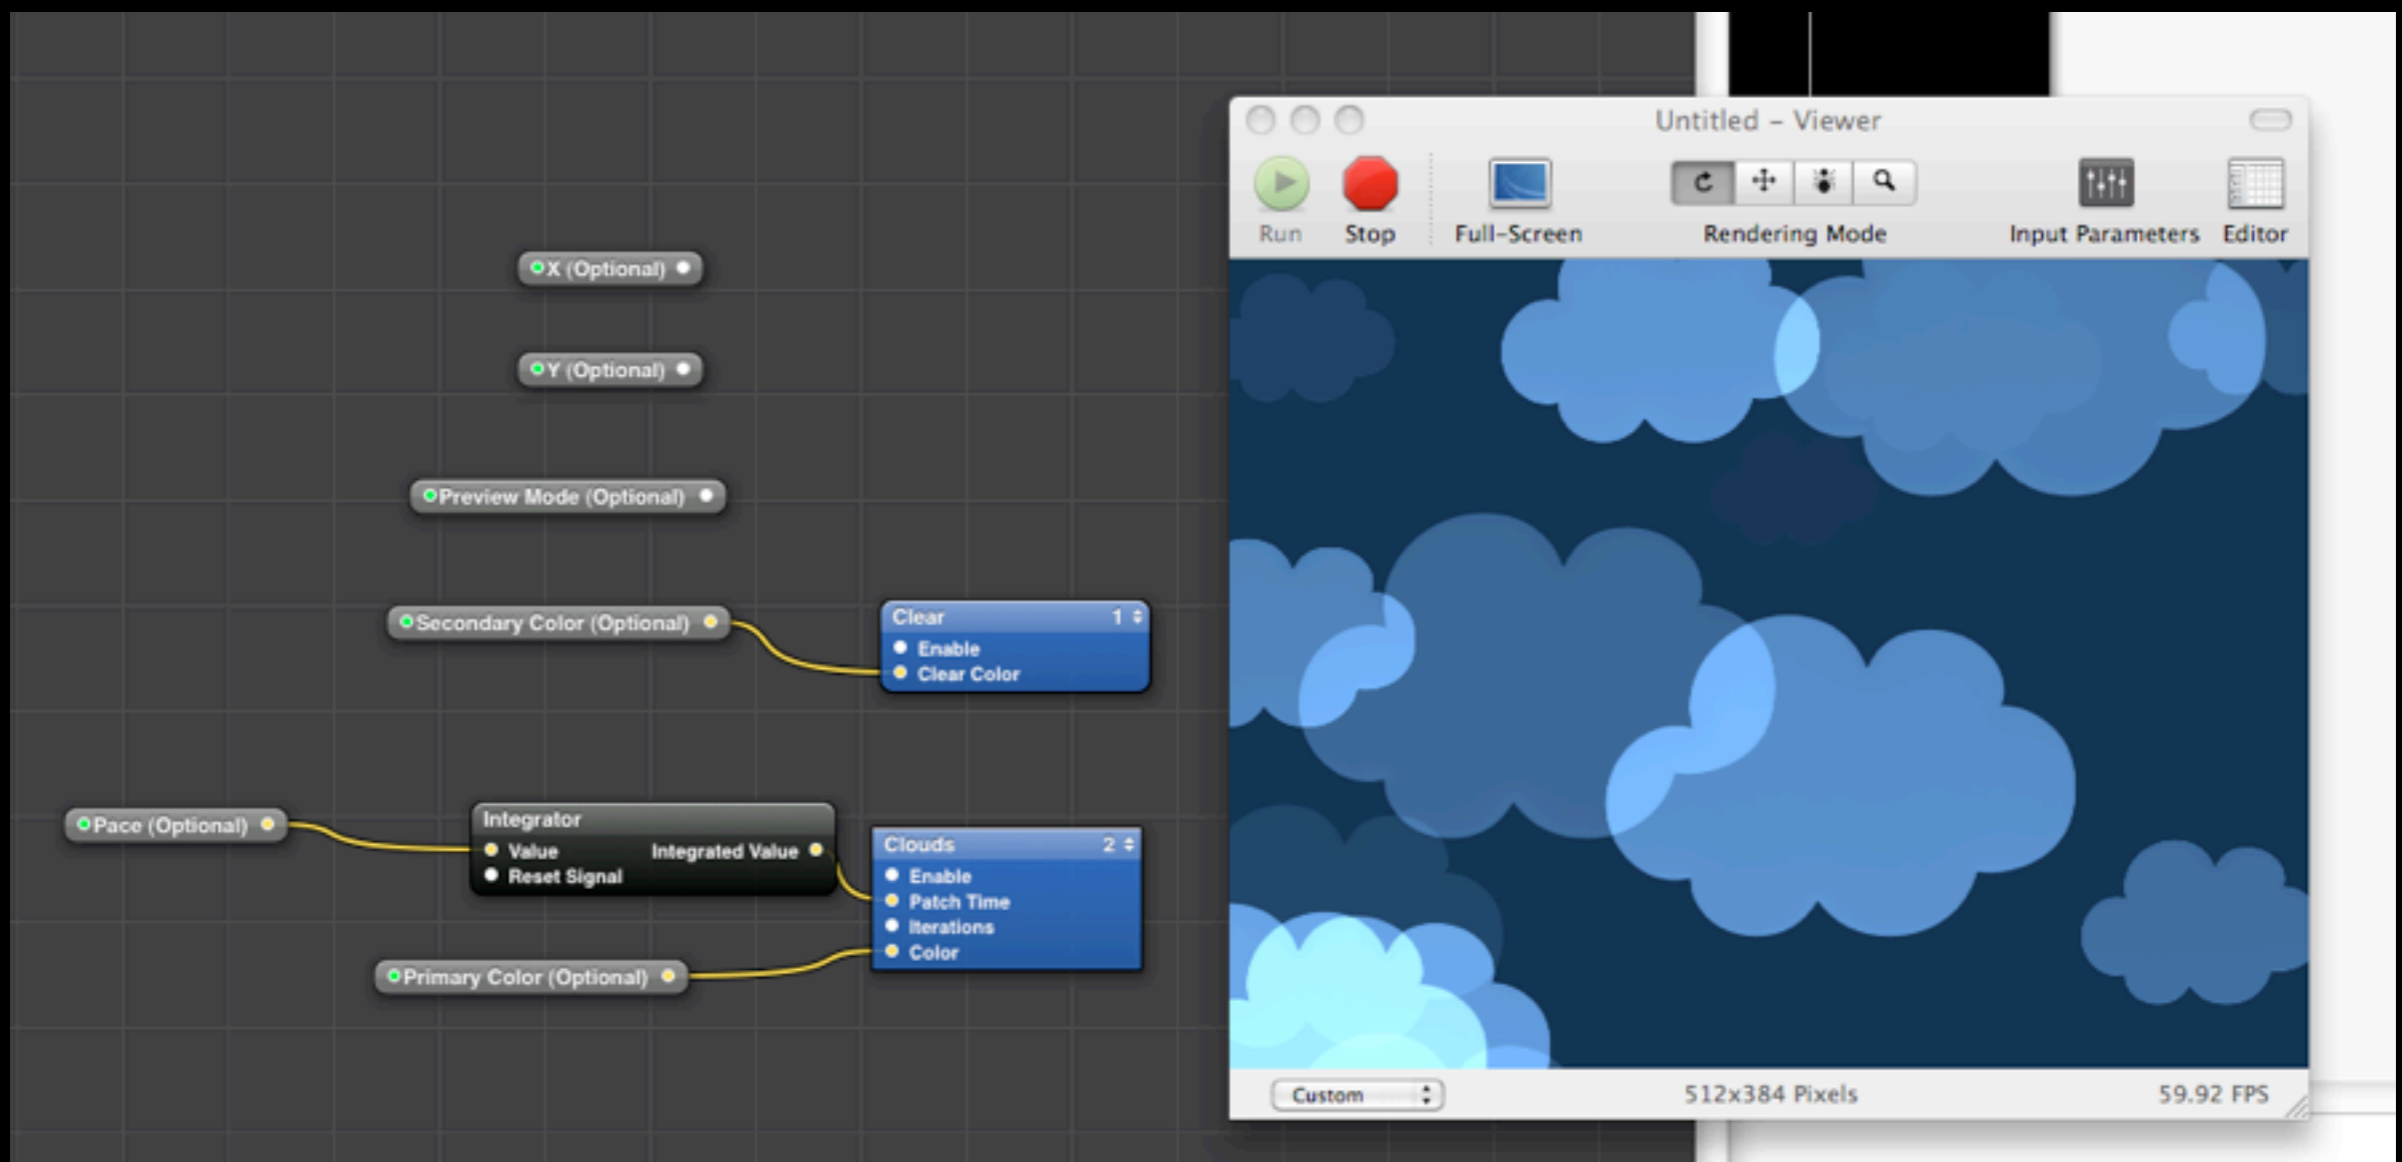 X (Optional)
Y (Optional)
Preview Mode (Optional)
Secondary Color (Optional)
Clear 1
Enable
Clear Color
Pace (Optional)
Integrator
Value Integrated Value
Reset Signal
Clouds 2
Enable
Patch Time
Iterations
Color
Primary Color (Optional)
Untitled – Viewer
Run Stop Full-Screen Rendering Mode Input Parameters Editor
Custom 512x384 Pixels 59.92 FPS